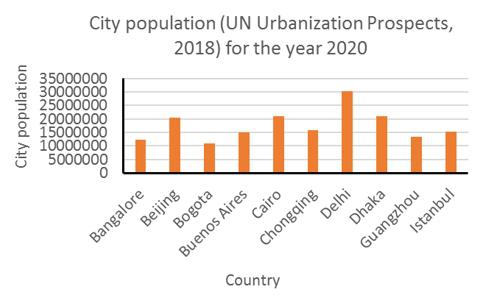 City population (UN Urbanization Prospects,
2018) for the year 2020
City population
35000000
30000000
25000000
20000000
15000000
10000000
5000000
0
Bangalore
Beijing
Bogota
Buenos Aires
Cairo
Chongqing
Delhi
Dhaka
Guangzhou
Istanbul
Country